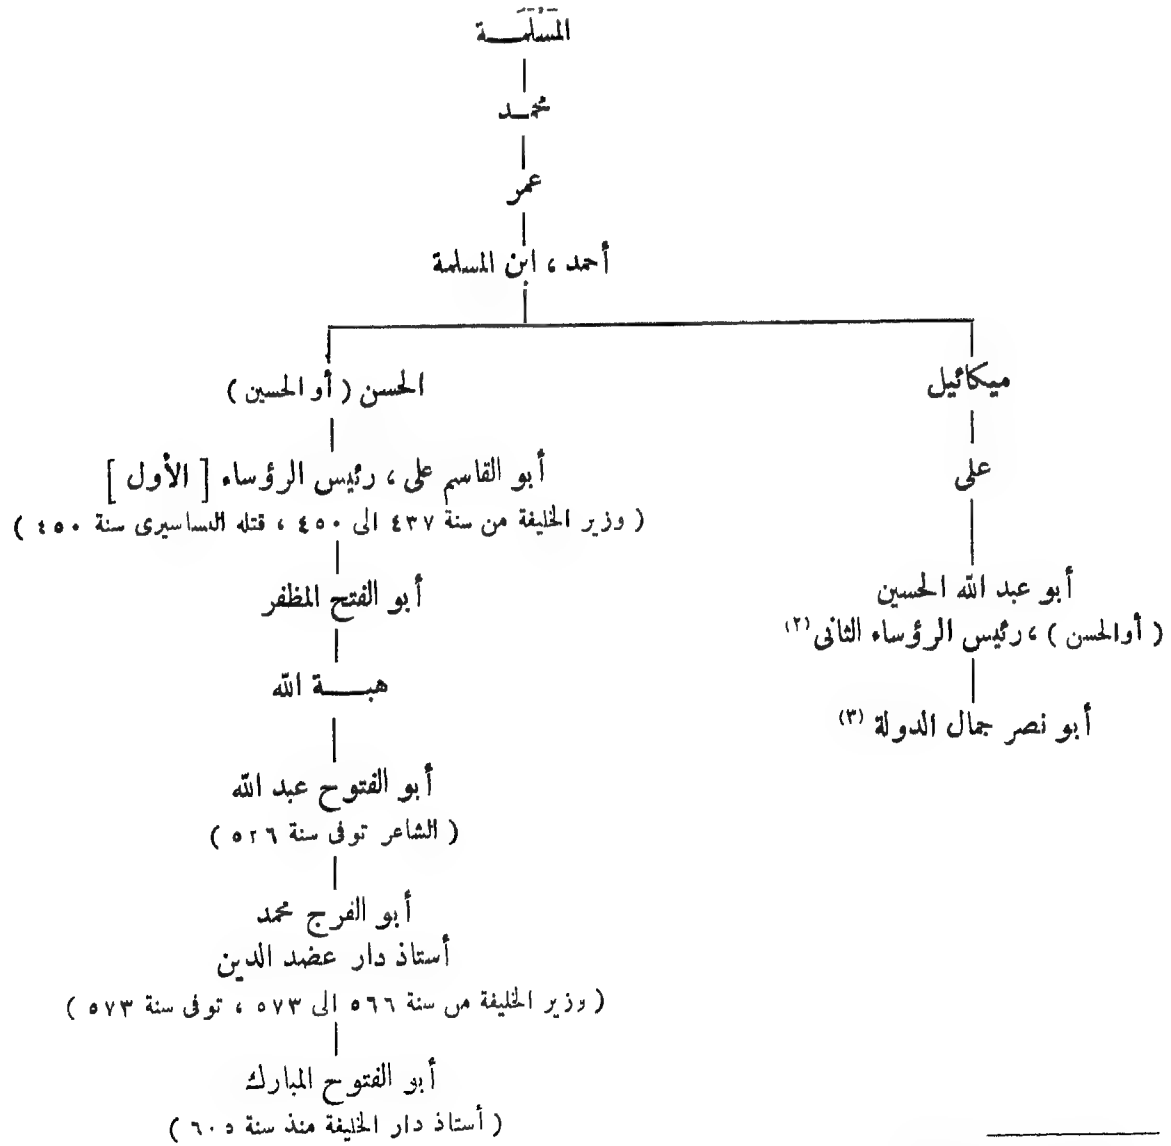 المَسْلَمَة
محمد
عمر
أحمد ، ابن المسلمة
ميكائيل
على
أبو عبد الله الحسين
( أو الحسن ) ، رئيس الرؤساء الثانى (٢)
أبو نصر جمال الدولة (٣)
الحسن ( أو الحسين )
أبو القاسم على ، رئيس الرؤساء [ الأول ]
( وزير الخليفة من سنة ٤٣٧ الى ٤٥٠ ، قتله البساسيرى سنة ٤٥٠ )
أبو الفتح المظفر
هبة الله
أبو الفتوح عبد الله
( الشاعر توفى سنة ٥٢٦ )
أبو الفرج محمد
أستاذ دار عضد الدين
( وزير الخليفة من سنة ٥٦٦ الى ٥٧٣ ، توفى سنة ٥٧٣ )
أبو الفتوح المبارك
( أستاذ دار الخليفة منذ سنة ٦٠٥ )